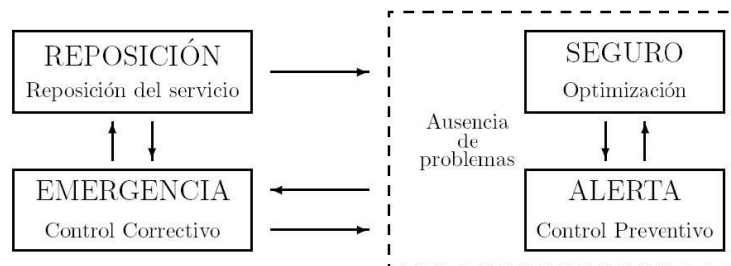 REPOSICIÓN
Reposición del servicio
SEGURO
Optimización
Ausencia
de
problemas
EMERGENCIA
Control Correctivo
ALERTA
Control Preventivo